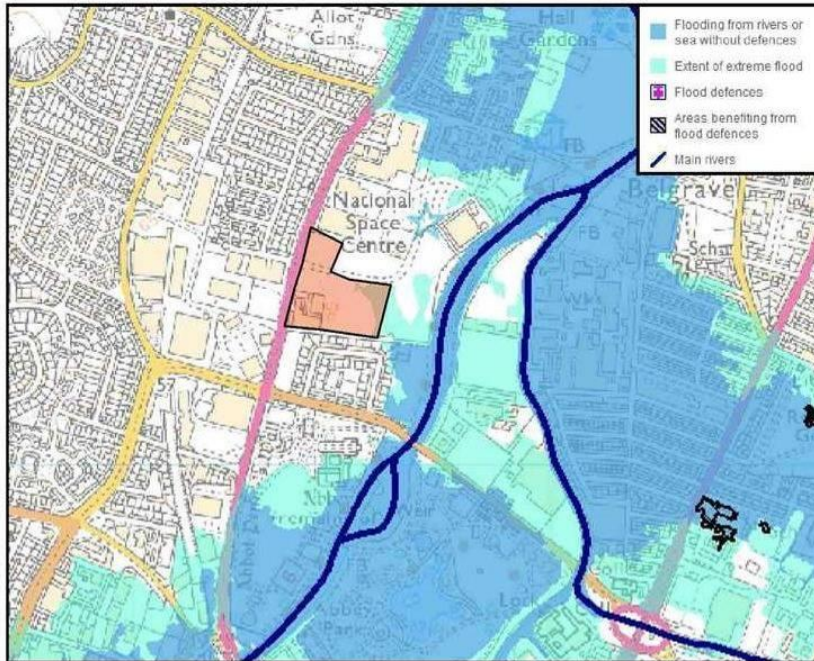 Allot
Gdns
Hall
Gardens
Flooding from rivers or
sea without defences
Extent of extreme flood
Flood defences
Areas benefiting from
flood defences
Main rivers
FB
National
Space
Centre
Belgrave
FB
Abbey
Park